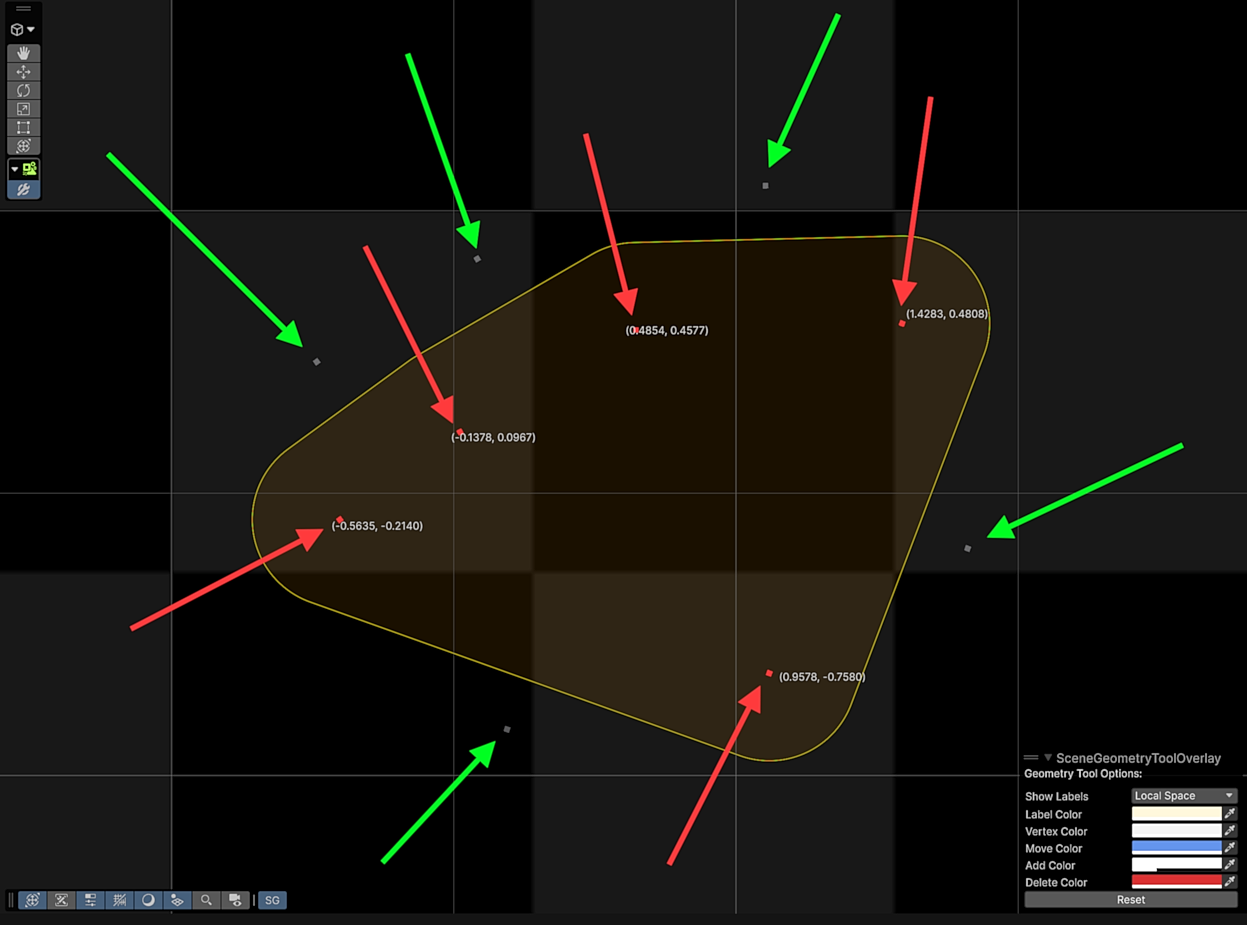 (1.4283, 0.4808)
(0.4854, 0.4577)
(-0.1378, 0.0967)
(-0.5635, -0.2140)
(0.9578, -0.7580)
SceneGeometryToolOverlay
Geometry Tool Options:
Show Labels Local Space
Label Color
Vertex Color
Move Color
Add Color
Delete Color
Reset
SG